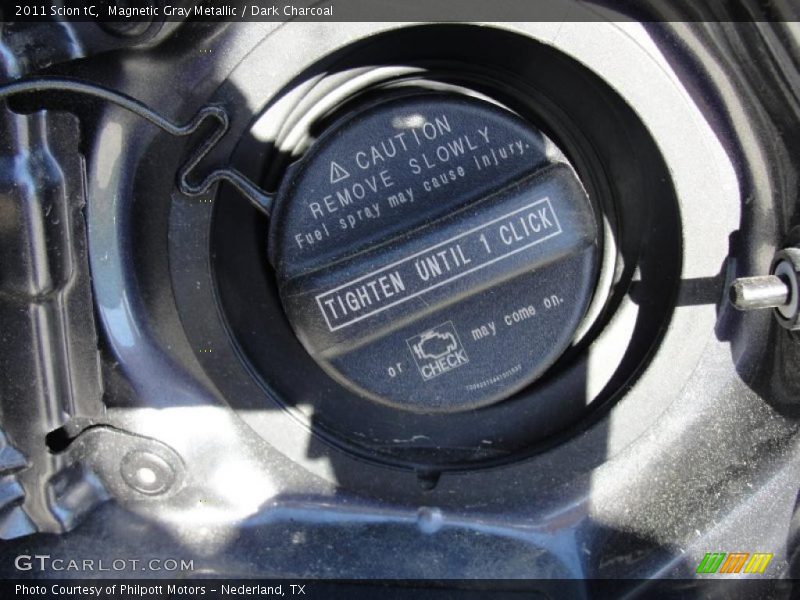 2011 Scion tC,  Magnetic Gray Metallic / Dark Charcoal
⚠ CAUTION
REMOVE SLOWLY
Fuel spray may cause injury.
TIGHTEN UNTIL 1 CLICK
or CHECK may come on.
GTCARLOT.COM
Photo Courtesy of Philpott Motors - Nederland, TX